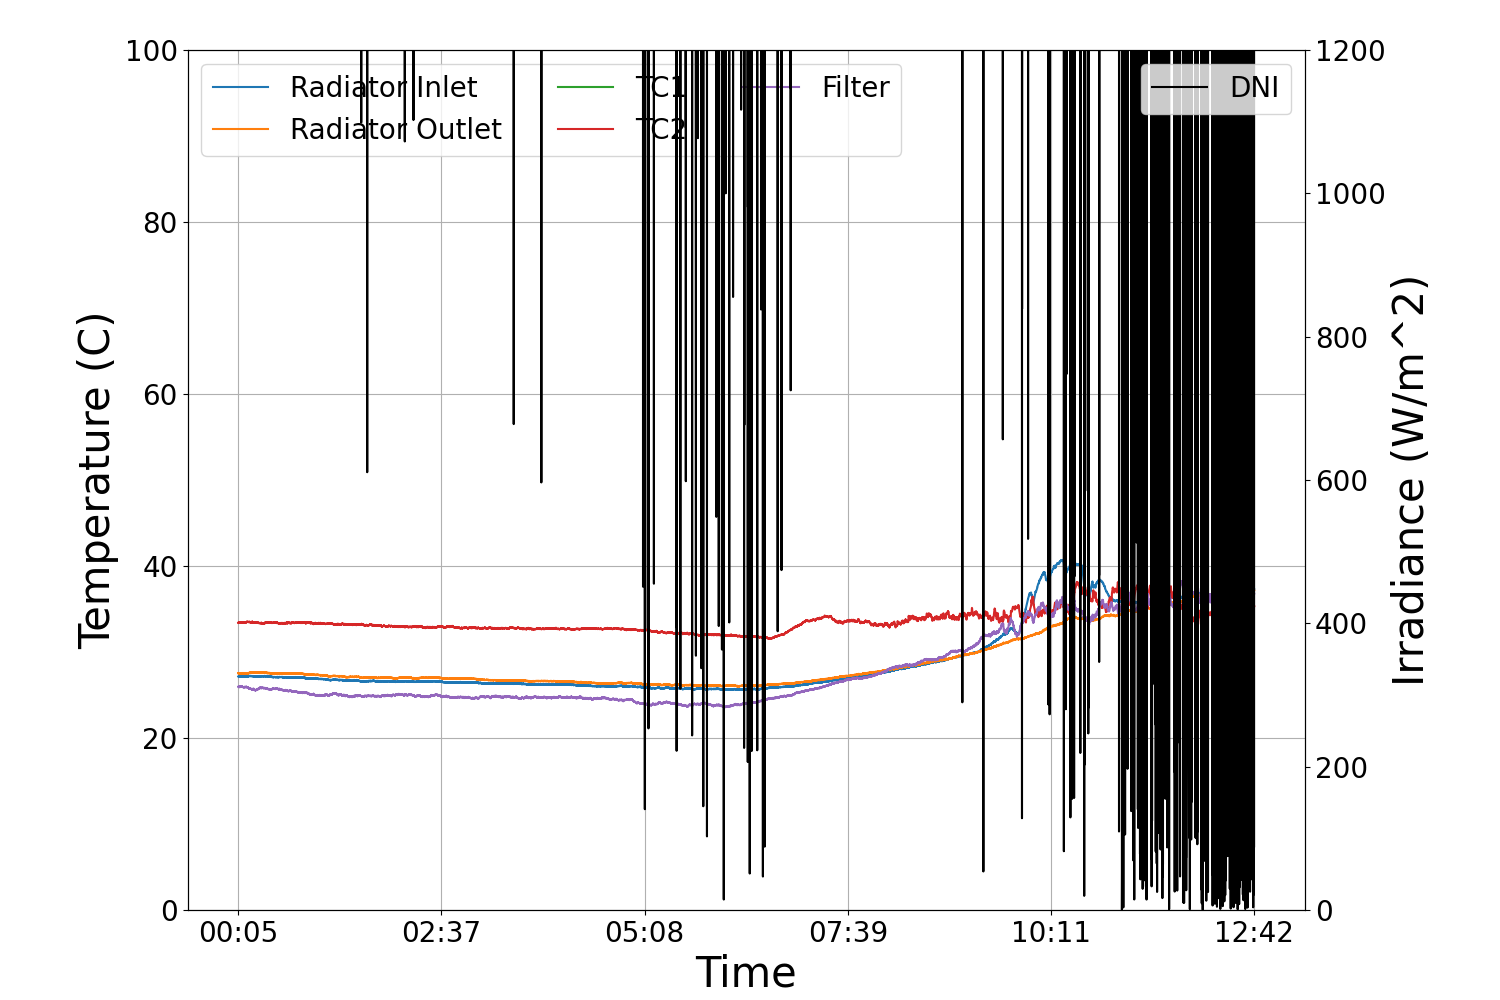 100
80
60
40
20
0
Temperature (C)
Radiator Inlet
Radiator Outlet
TC1
TC2
Filter
DNI
1200
1000
800
600
400
200
0
Irradiance (W/m^2)
00:05 02:37 05:08 07:39 10:11 12:42
Time